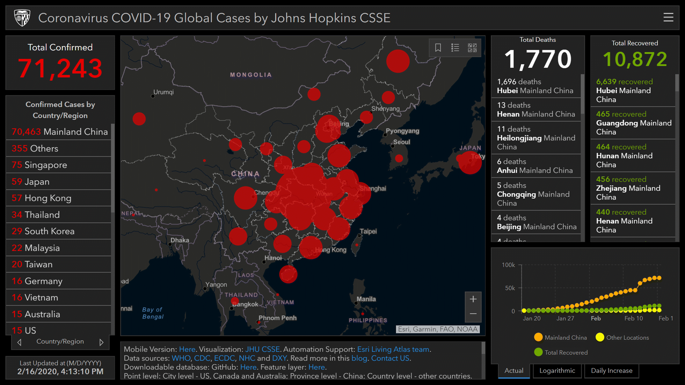 Coronavirus COVID-19 Global Cases by Johns Hopkins CSSE
Total Confirmed
71,243
Confirmed Cases by
Country/Region
70,463 Mainland China
355 Others
75 Singapore
59 Japan
57 Hong Kong
34 Thailand
29 South Korea
22 Malaysia
20 Taiwan
16 Germany
16 Vietnam
15 Australia
15 US
Country/Region
Last Updated at (M/D/YYYY)
2/16/2020, 4:13:10 PM
MONGOLIA
Urumqi
Shenyang
Pyongyang
Seoul
JAPAN
CHINA
Shanghai
Taipei
Hong Kong
Dhaka
Hanoi
LAOS
Yangon
THAILAND
Bangkok
VIETNAM
Bay of
Bengal
Manila
Phnom Penh
PHILIPPINES
Esri, Garmin, FAO, NOAA
Mobile Version: Here. Visualization: JHU CSSE. Automation Support: Esri Living Atlas team.
Data sources: WHO, CDC, ECDC, NHC and DXY. Read more in this blog. Contact US.
Downloadable database: GitHub: Here. Feature layer: Here.
Point level: City level - US, Canada and Australia; Province level - China; Country level - other countries.
Total Deaths
1,770
1,696 deaths
Hubei Mainland China
13 deaths
Henan Mainland China
11 deaths
Heilongjiang Mainland
China
6 deaths
Anhui Mainland China
5 deaths
Chongqing Mainland
China
4 deaths
Beijing Mainland China
4 deaths
Total Recovered
10,872
6,639 recovered
Hubei Mainland
China
465 recovered
Guangdong Mainland
China
464 recovered
Hunan Mainland
China
456 recovered
Zhejiang Mainland
China
440 recovered
Henan Mainland
China
100k
50k
0
Jan 20
Jan 27
Feb
Feb 10
Feb 1
Mainland China
Other Locations
Total Recovered
Actual
Logarithmic
Daily Increase